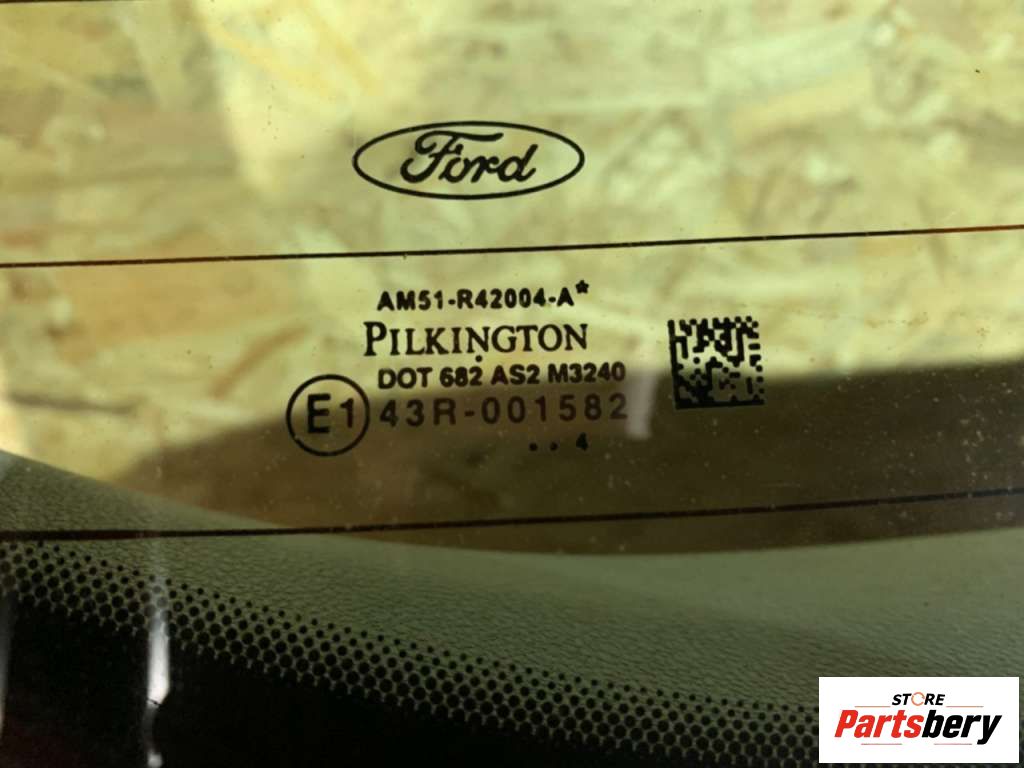 Ford
AM51-R42004-A*
PILKINGTON
DOT 682 AS2 M3240
E1 43R-001582
. . 4
STORE
Partsbery